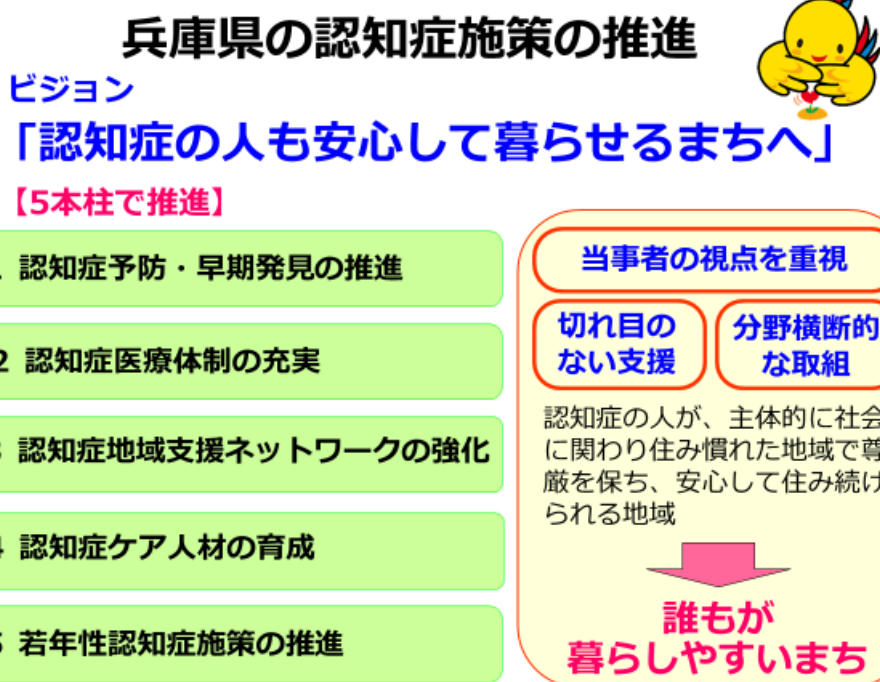 兵庫県の認知症施策の推進
ビジョン
「認知症の人も安心して暮らせるまちへ」
【5本柱で推進】
認知症予防・早期発見の推進
2 認知症医療体制の充実
認知症地域支援ネットワークの強化
認知症ケア人材の育成
若年性認知症施策の推進
当事者の視点を重視
切れ目の
ない支援
分野横断的
な取組
認知症の人が、主体的に社会
に関わり住み慣れた地域で尊
厳を保ち、安心して住み続け
られる地域
誰もが
暮らしやすいまち